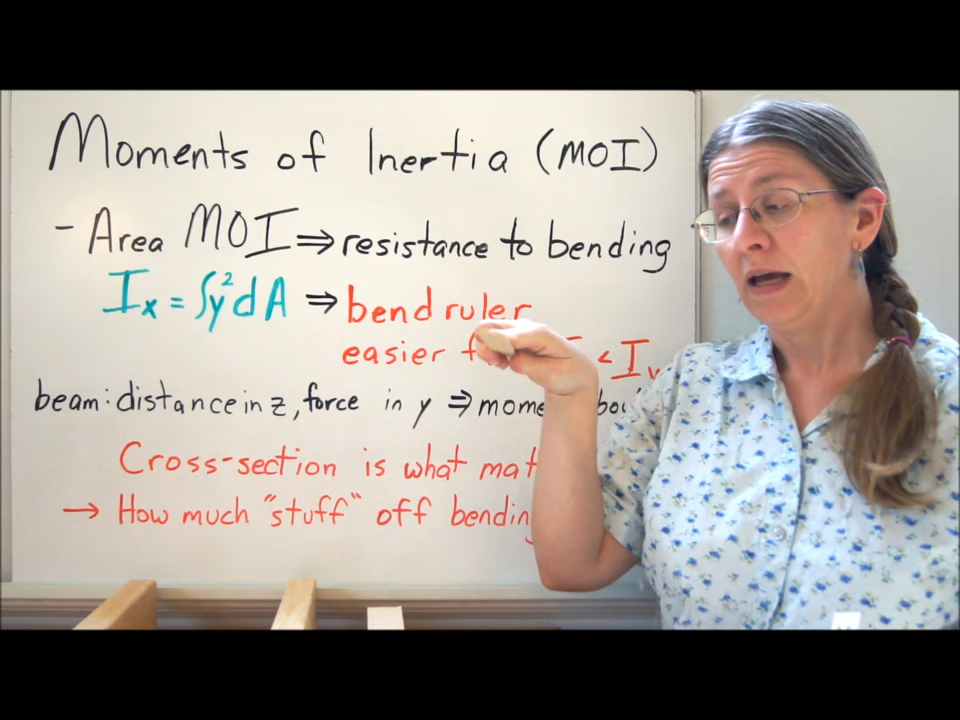 Moments of Inertia (MOI)
- Area MOI ⇒ resistance to bending
Ix = ∫y²dA ⇒ bend ruler
easier < I
beam: distance in z, force in y ⇒
Cross-section is what
→ How much "stuff" off